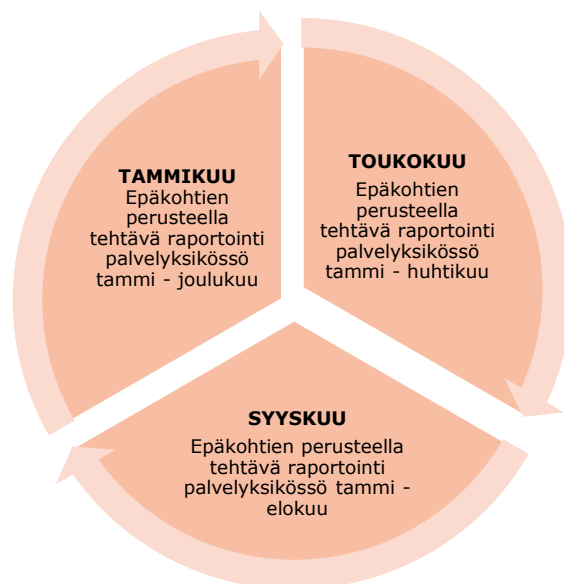 TAMMIKUU
Epäkohtien
perusteella
tehtävä raportointi
palvelyksikössö
tammi - joulukuu
TOUKOKUU
Epäkohtien
perusteella
tehtävä raportointi
palvelyksikössö
tammi - huhtikuu
SYYSKUU
Epäkohtien perusteella
tehtävä raportointi
palvelyksikössö tammi -
elokuu